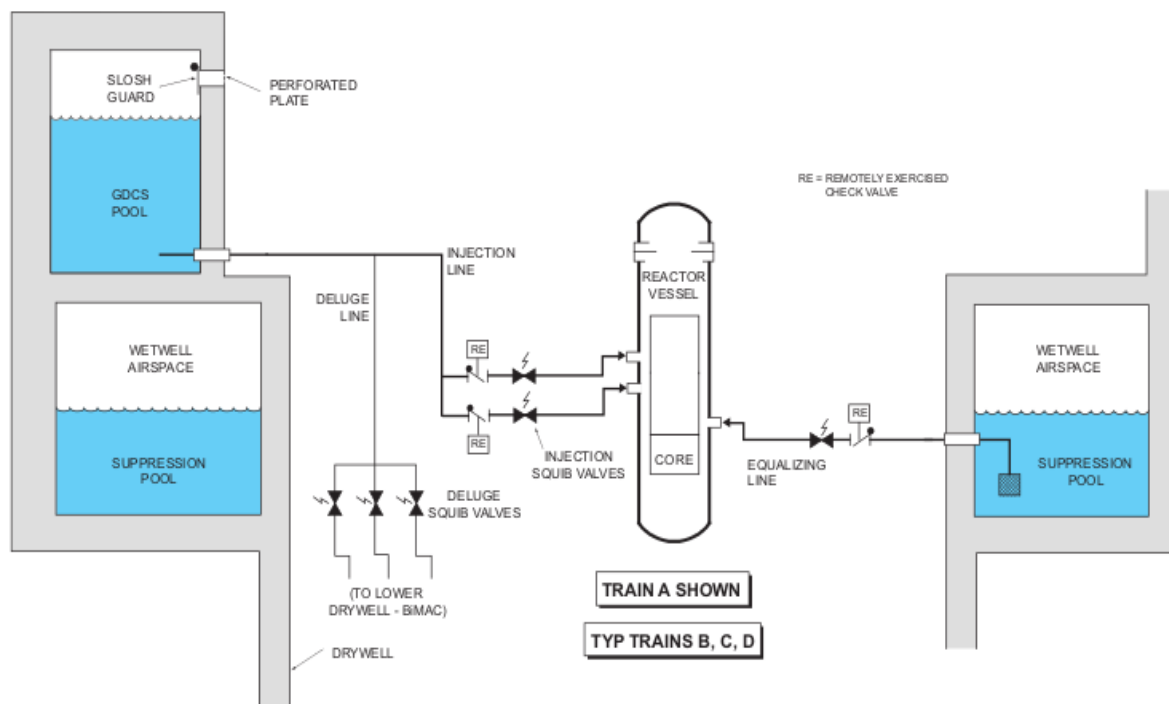 SLOSH
GUARD
PERFORATED
PLATE
GDCS
POOL
RE = REMOTELY EXERCISED
CHECK VALVE
INJECTION
LINE
DELUGE
LINE
REACTOR
VESSEL
WETWELL
AIRSPACE
SUPPRESSION
POOL
RE
RE
INJECTION
SQUIB VALVES
DELUGE
SQUIB VALVES
CORE
RE
EQUALIZING
LINE
WETWELL
AIRSPACE
SUPPRESSION
POOL
(TO LOWER
DRYWELL - BiMAC)
DRYWELL
TRAIN A SHOWN
TYP TRAINS B, C, D